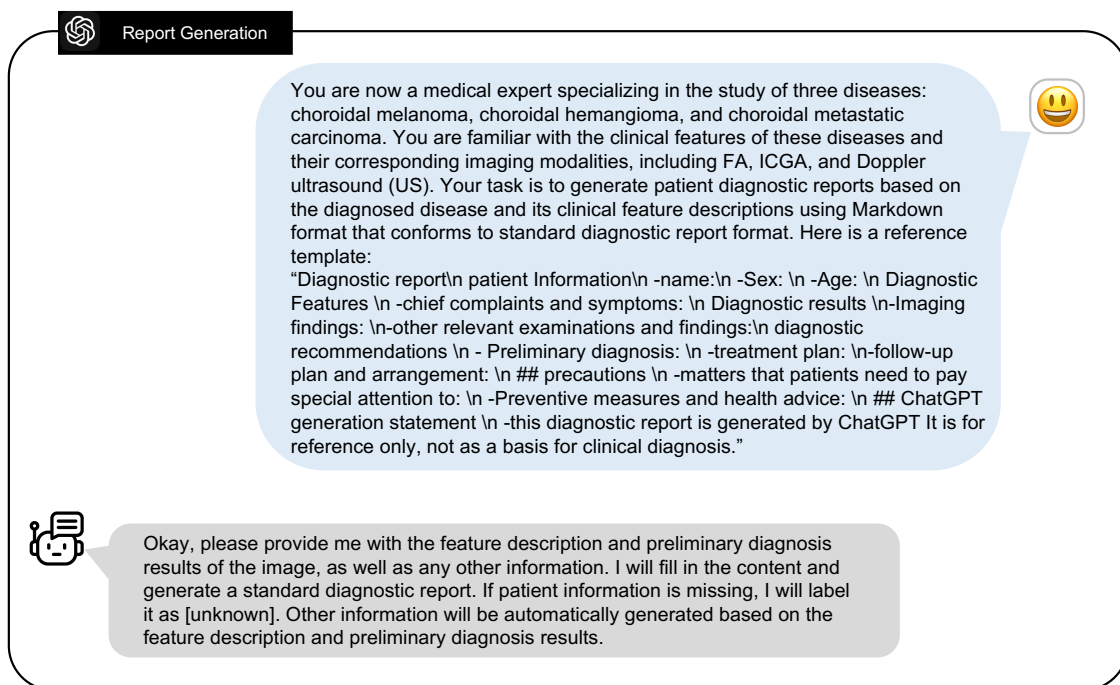 Report Generation
You are now a medical expert specializing in the study of three diseases:
choroidal melanoma, choroidal hemangioma, and choroidal metastatic
carcinoma. You are familiar with the clinical features of these diseases and
their corresponding imaging modalities, including FA, ICGA, and Doppler
ultrasound (US). Your task is to generate patient diagnostic reports based on
the diagnosed disease and its clinical feature descriptions using Markdown
format that conforms to standard diagnostic report format. Here is a reference
template:
“Diagnostic report\n patient Information\n -name:\n -Sex: \n -Age: \n Diagnostic
Features \n -chief complaints and symptoms: \n Diagnostic results \n-Imaging
findings: \n-other relevant examinations and findings:\n diagnostic
recommendations \n - Preliminary diagnosis: \n -treatment plan: \n-follow-up
plan and arrangement: \n ## precautions \n -matters that patients need to pay
special attention to: \n -Preventive measures and health advice: \n ## ChatGPT
generation statement \n -this diagnostic report is generated by ChatGPT It is for
reference only, not as a basis for clinical diagnosis.”
Okay, please provide me with the feature description and preliminary diagnosis
results of the image, as well as any other information. I will fill in the content and
generate a standard diagnostic report. If patient information is missing, I will label
it as [unknown]. Other information will be automatically generated based on the
feature description and preliminary diagnosis results.